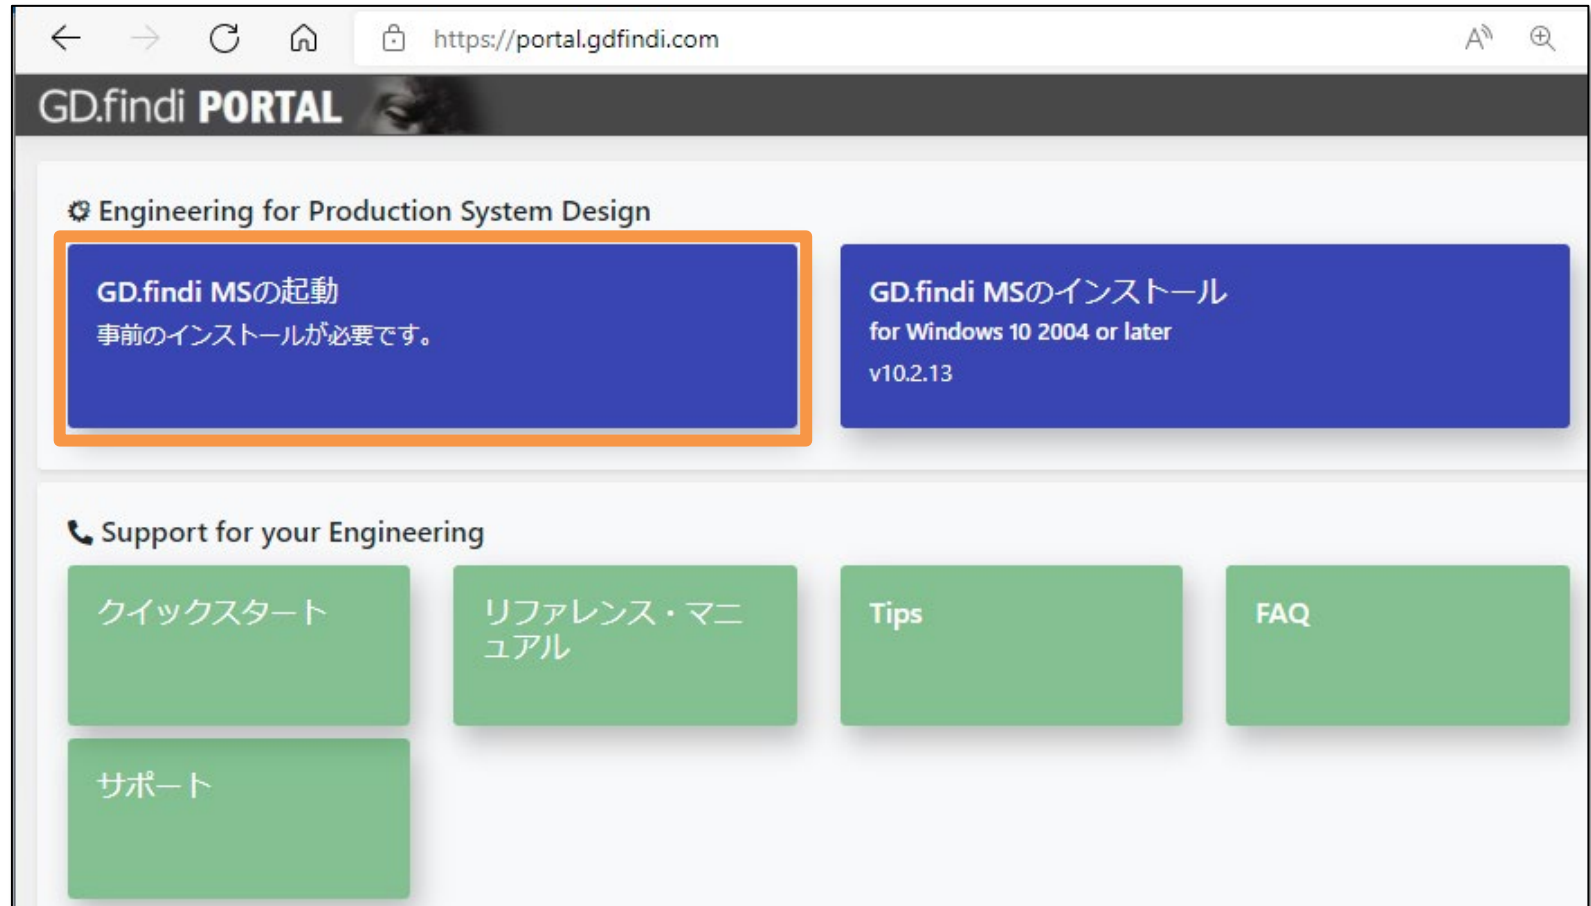 https://portal.gdfindi.com
GD.findi PORTAL
Engineering for Production System Design
GD.findi MSの起動
事前のインストールが必要です。
GD.findi MSのインストール
for Windows 10 2004 or later
v10.2.13
Support for your Engineering
クイックスタート
リファレンス・マニ
ュアル
Tips
FAQ
サポート